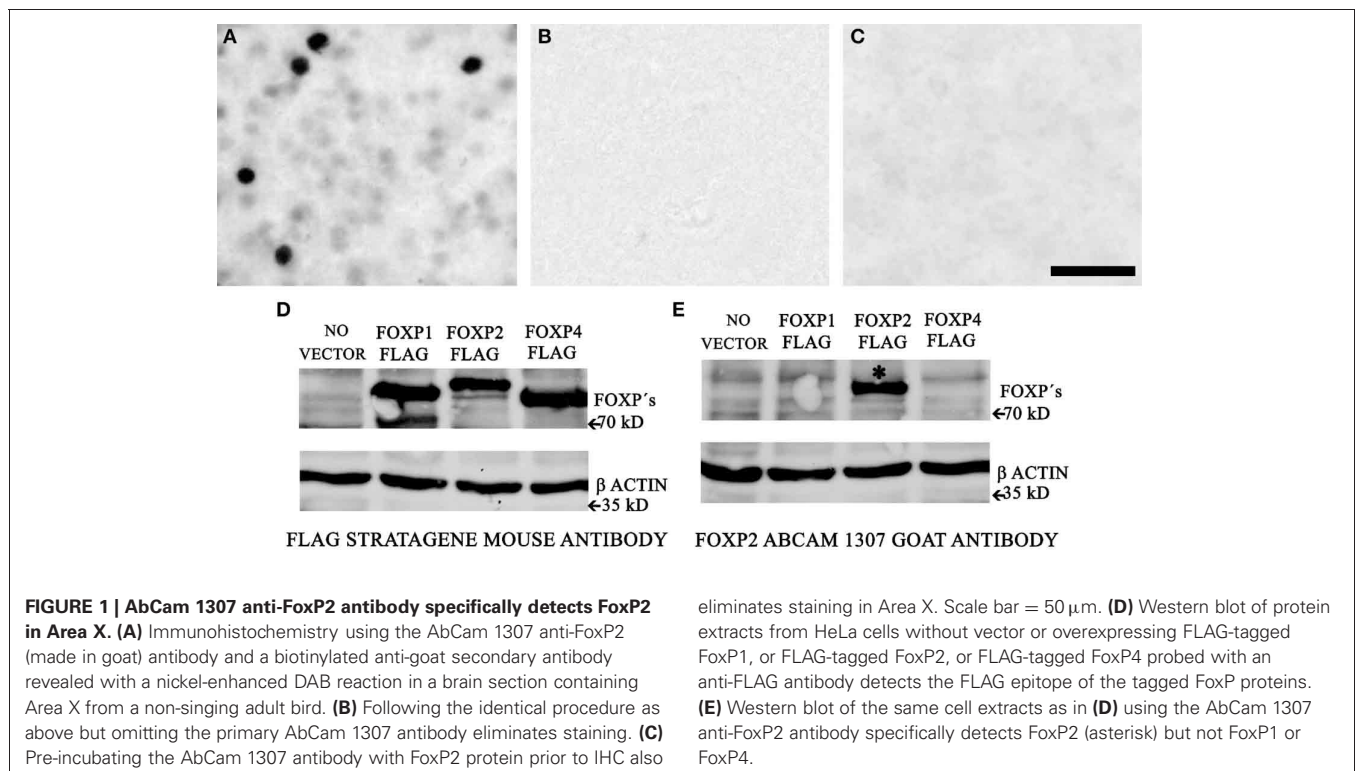 A
B
C
D
NO
VECTOR
FOXP1
FLAG
FOXP2
FLAG
FOXP4
FLAG
FOXP´s
←70 kD
β ACTIN
←35 kD
FLAG STRATAGENE MOUSE ANTIBODY
E
NO
VECTOR
FOXP1
FLAG
FOXP2
FLAG
FOXP4
FLAG
*
FOXP´s
←70 kD
β ACTIN
←35 kD
FOXP2 ABCAM 1307 GOAT ANTIBODY
FIGURE 1 | AbCam 1307 anti-FoxP2 antibody specifically detects FoxP2
in Area X. (A) Immunohistochemistry using the AbCam 1307 anti-FoxP2
(made in goat) antibody and a biotinylated anti-goat secondary antibody
revealed with a nickel-enhanced DAB reaction in a brain section containing
Area X from a non-singing adult bird. (B) Following the identical procedure as
above but omitting the primary AbCam 1307 antibody eliminates staining. (C)
Pre-incubating the AbCam 1307 antibody with FoxP2 protein prior to IHC also
eliminates staining in Area X. Scale bar = 50 μm. (D) Western blot of protein
extracts from HeLa cells without vector or overexpressing FLAG-tagged
FoxP1, or FLAG-tagged FoxP2, or FLAG-tagged FoxP4 probed with an
anti-FLAG antibody detects the FLAG epitope of the tagged FoxP proteins.
(E) Western blot of the same cell extracts as in (D) using the AbCam 1307
anti-FoxP2 antibody specifically detects FoxP2 (asterisk) but not FoxP1 or
FoxP4.